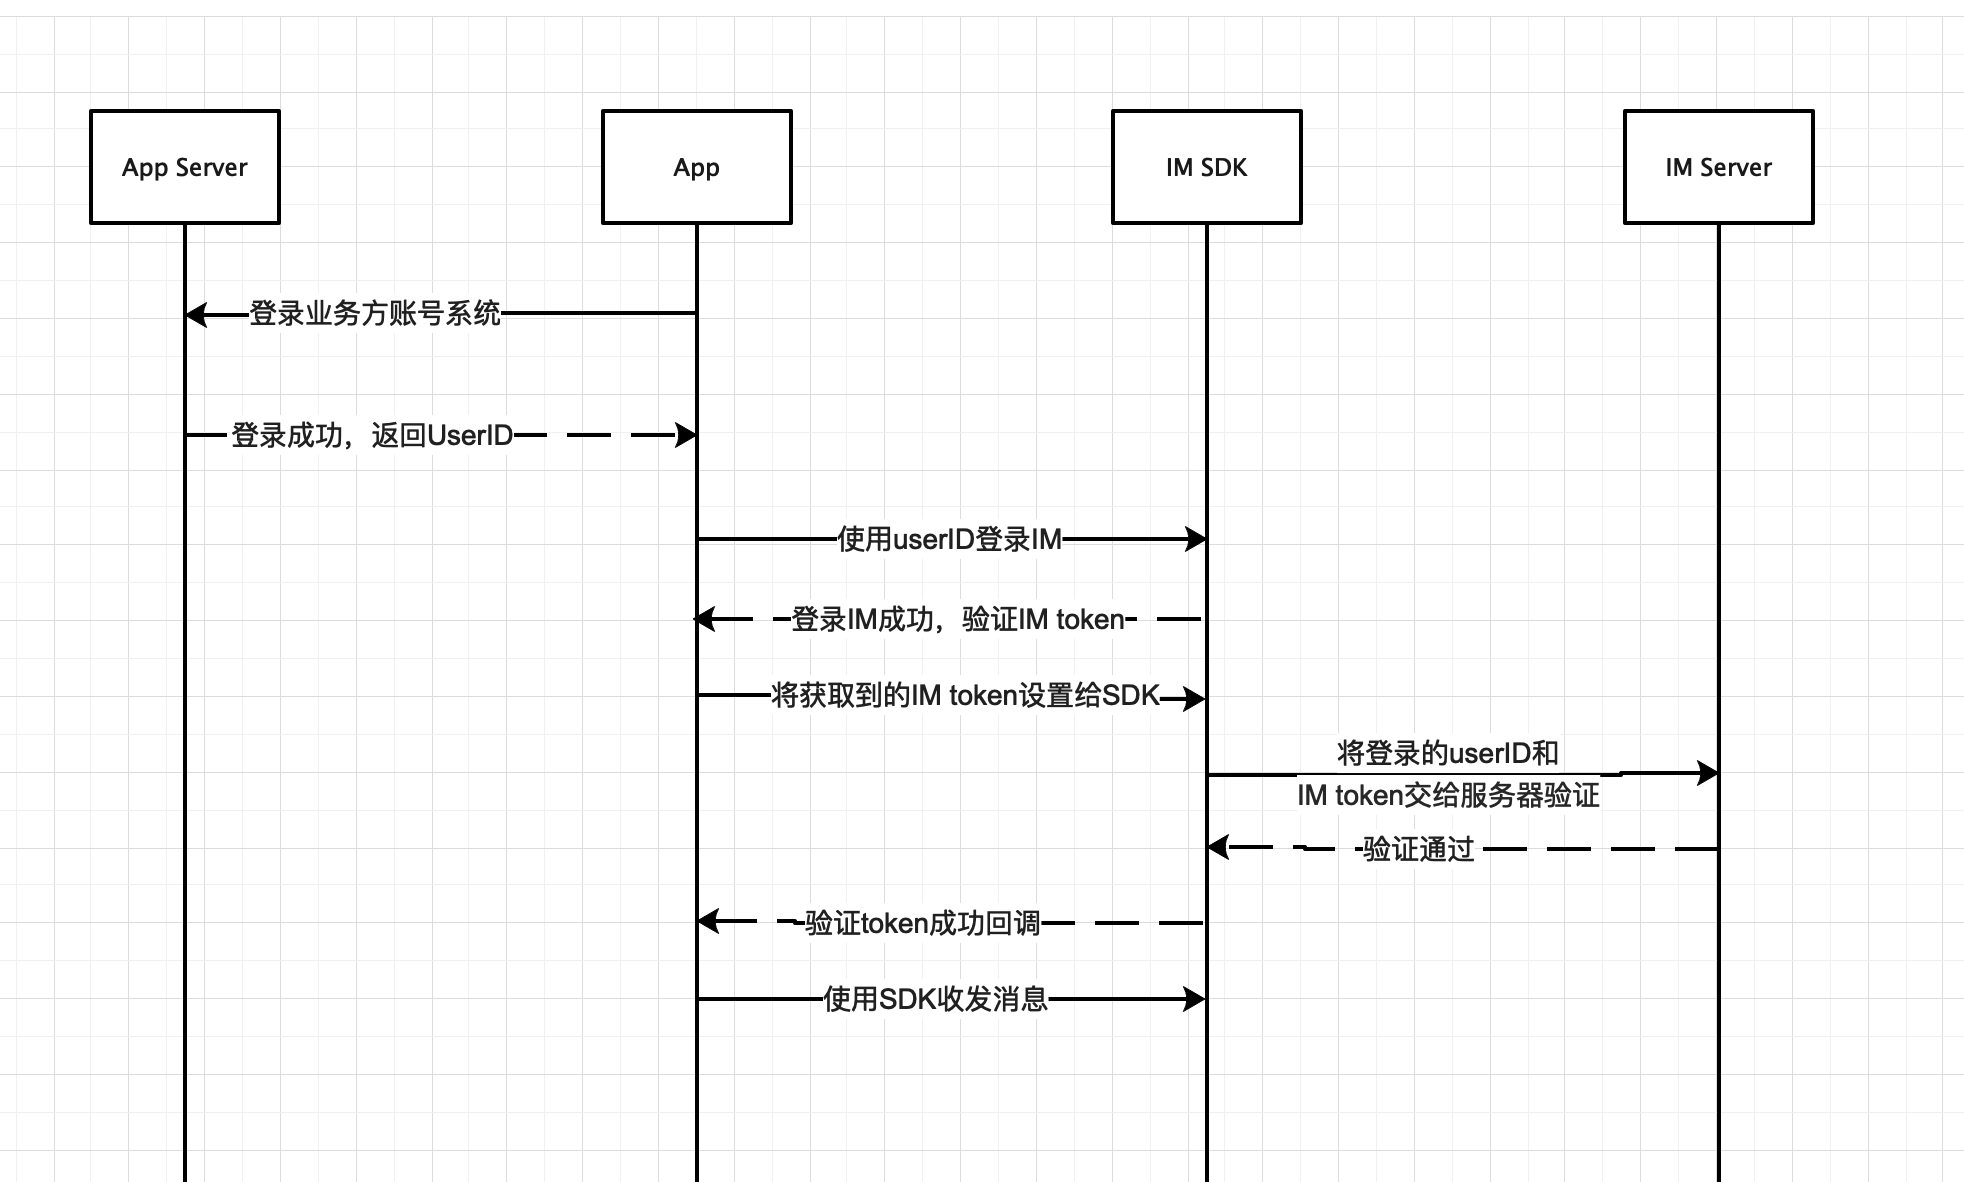 App Server
App
IM SDK
IM Server
登录业务方账号系统
登录成功，返回UserID
使用userID登录IM
登录IM成功，验证IM token
将获取到的IM token设置给SDK
将登录的userID和
IM token交给服务器验证
验证通过
验证token成功回调
使用SDK收发消息